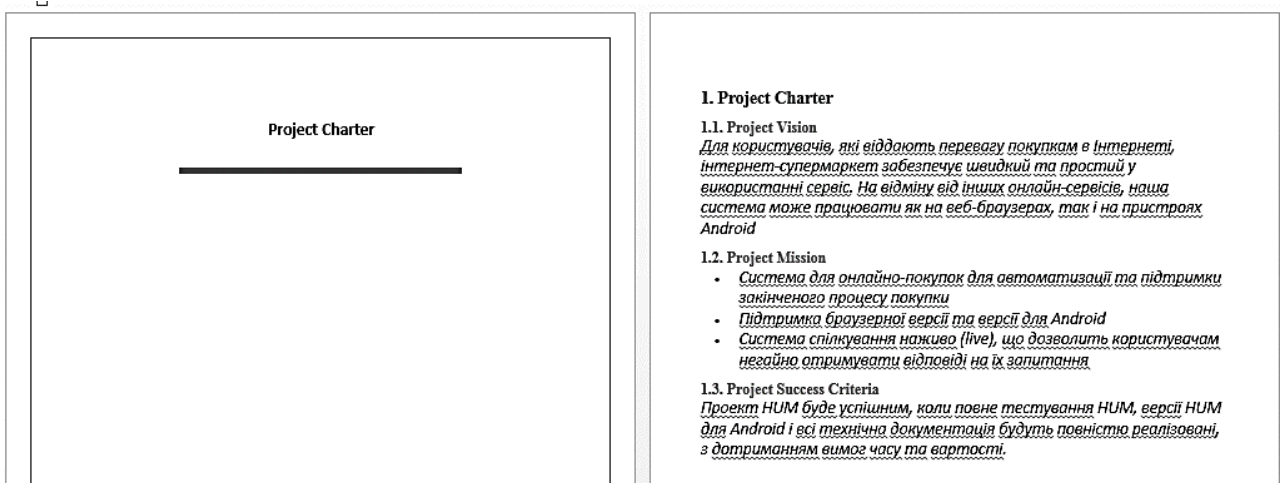 Project Charter
1. Project Charter
1.1. Project Vision
Для користувачів, які віддають перевагу покупкам в Інтернеті,
інтернет-супермаркет забезпечує швидкий та простий у
використанні сервіс. На відміну від інших онлайн-сервісів, наша
система може працювати як на веб-браузерах, так і на пристроях
Android
1.2. Project Mission
• Система для онлайно-покупок для автоматизації та підтримки
закінченого процесу покупки
• Підтримка браузерної версії та версії для Android
• Система спілкування наживо (live), що дозволить користувачам
негайно отримувати відповіді на їх запитання
1.3. Project Success Criteria
Проект HUM буде успішним, коли повне тестування HUM, версії HUM
для Android і всі технічна документація будуть повністю реалізовані,
з дотриманням вимог часу та вартості.